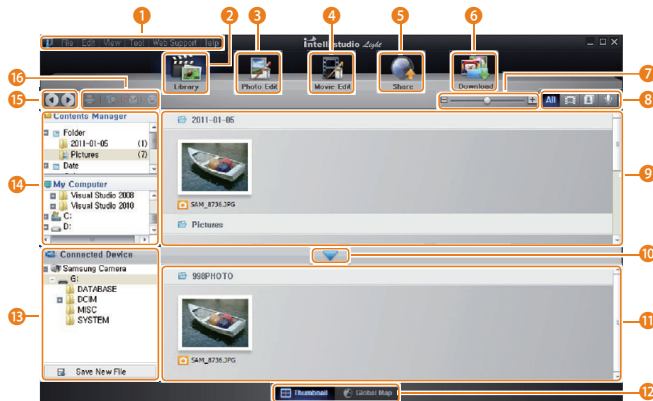 1 2 3 4 5 6
File Edit View Tool Web Support Help
intelli studio Light
Library Photo Edit Movie Edit Share Download
16 7
15 All 8
Contents Manager
Folder
2011-01-05 (1)
Pictures (7)
Date
2011-01-05
SAM_8736.JPG
Pictures
9
14
My Computer
Visual Studio 2008
Visual Studio 2010
C:
D:
10
Connected Device
Samsung Camera
G:
DATABASE
DCIM
MISC
SYSTEM
998PHOTO
SAM_8736.JPG
13 11
Save New File
Thumbnail Global Map 12